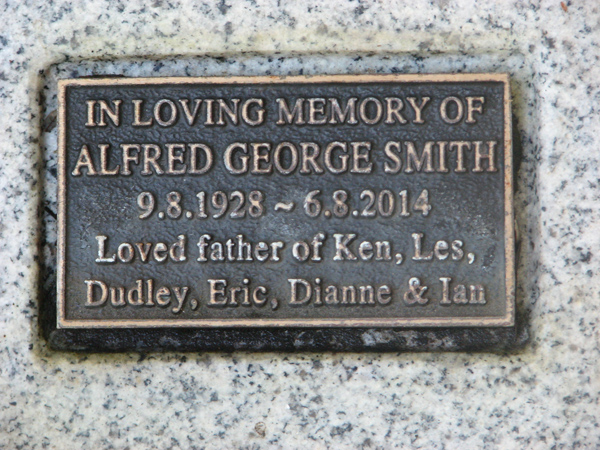 IN LOVING MEMORY OF
ALFRED GEORGE SMITH
9.8.1928 ~ 6.8.2014
Loved father of Ken, Les,
Dudley, Eric, Dianne & Ian